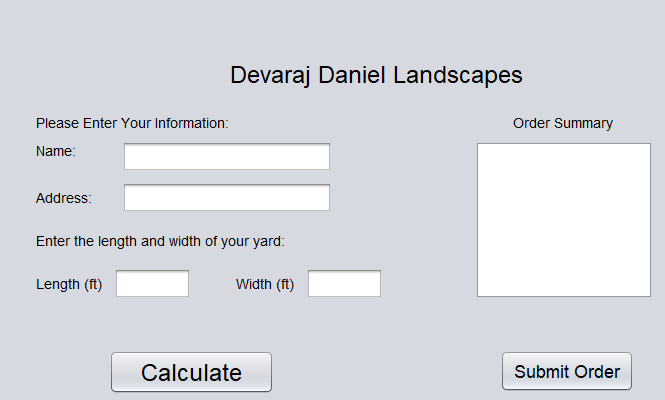 Devaraj Daniel Landscapes
Please Enter Your Information:
Order Summary
Name:
Address:
Enter the length and width of your yard:
Length (ft)
Width (ft)
Calculate
Submit Order